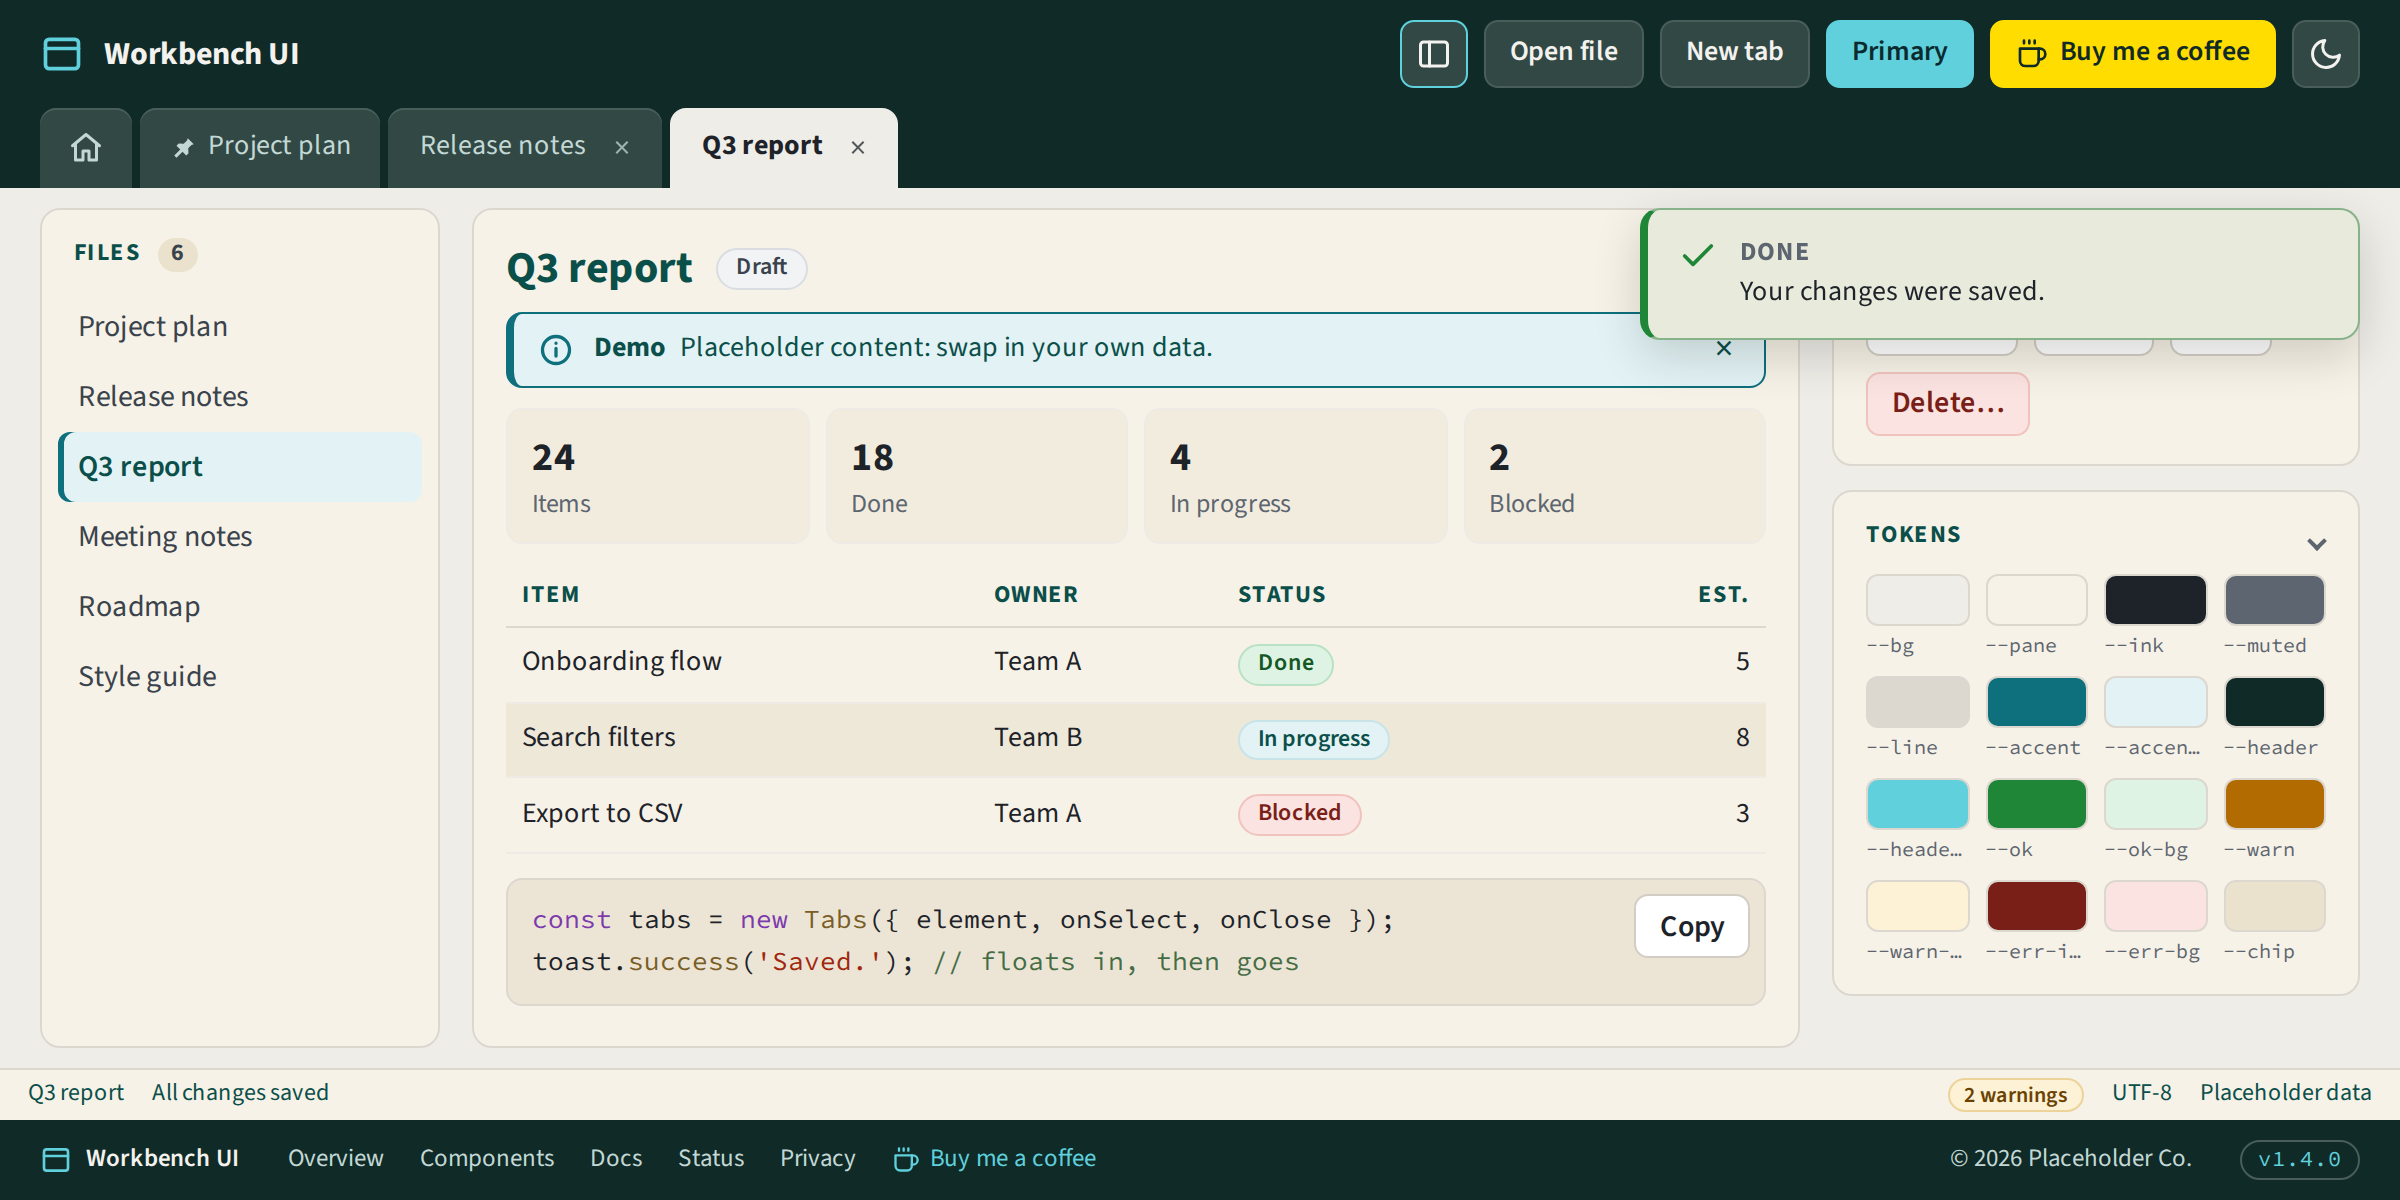 Workbench UI
Open file
New tab
Primary
Buy me a coffee
Project plan
Release notes ×
Q3 report ×
FILES 6
Project plan
Release notes
Q3 report
Meeting notes
Roadmap
Style guide
Q3 report Draft
Demo Placeholder content: swap in your own data. ×
24
Items
18
Done
4
In progress
2
Blocked
ITEM OWNER STATUS EST.
Onboarding flow Team A Done 5
Search filters Team B In progress 8
Export to CSV Team A Blocked 3
const tabs = new Tabs({ element, onSelect, onClose });
toast.success('Saved.'); // floats in, then goes
Copy
DONE
Your changes were saved.
Delete…
TOKENS
--bg --pane --ink --muted
--line --accent --accen… --header
--heade… --ok --ok-bg --warn
--warn-… --err-i… --err-bg --chip
Q3 report All changes saved
2 warnings UTF-8 Placeholder data
Workbench UI Overview Components Docs Status Privacy Buy me a coffee
© 2026 Placeholder Co. v1.4.0